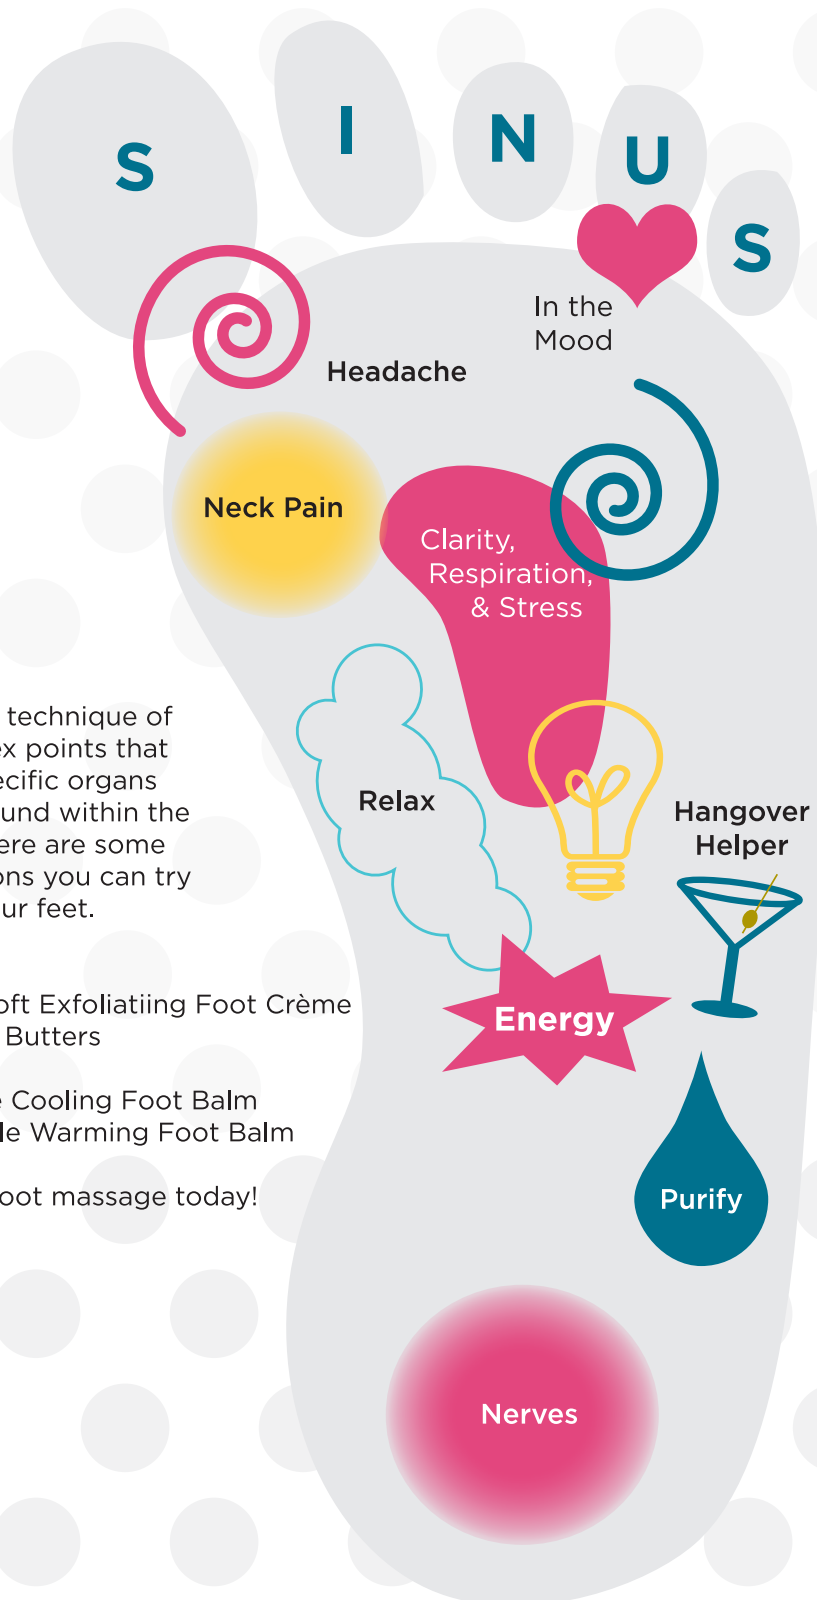 S I N U S
In the
Mood
Headache
Neck Pain
Clarity,
Respiration,
& Stress
technique of
ex points that
ecific organs
und within the
ere are some
ons you can try
ur feet.
Relax
Hangover
Helper
oft Exfoliatiing Foot Crème
Butters
Energy
e Cooling Foot Balm
le Warming Foot Balm
oot massage today!
Purify
Nerves